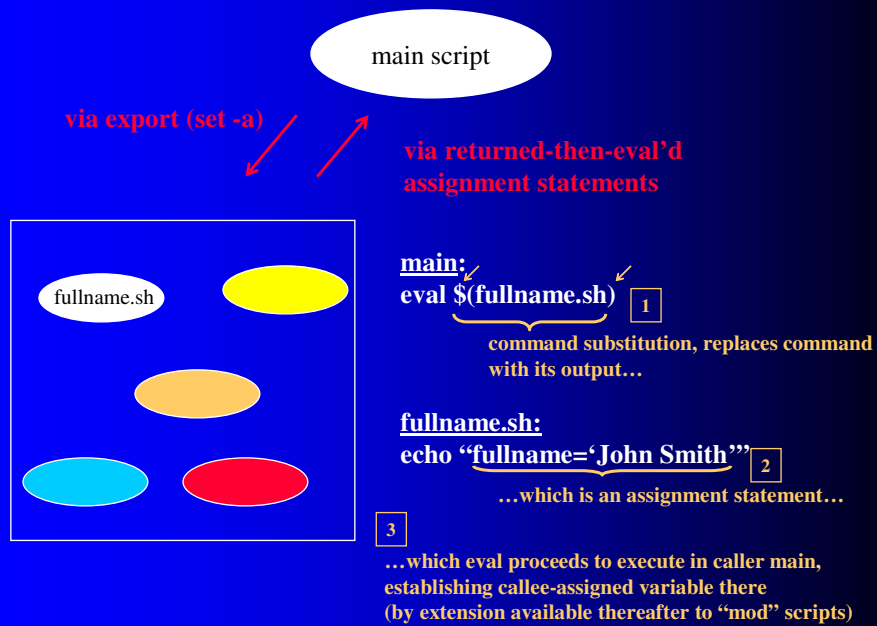 main script
via export (set -a)
via returned-then-eval’d
assignment statements
fullname.sh
main:
eval $(fullname.sh)
1
command substitution, replaces command
with its output…
fullname.sh:
echo “fullname=‘John Smith’”
2
…which is an assignment statement…
3
…which eval proceeds to execute in caller main,
establishing callee-assigned variable there
(by extension available thereafter to “mod” scripts)